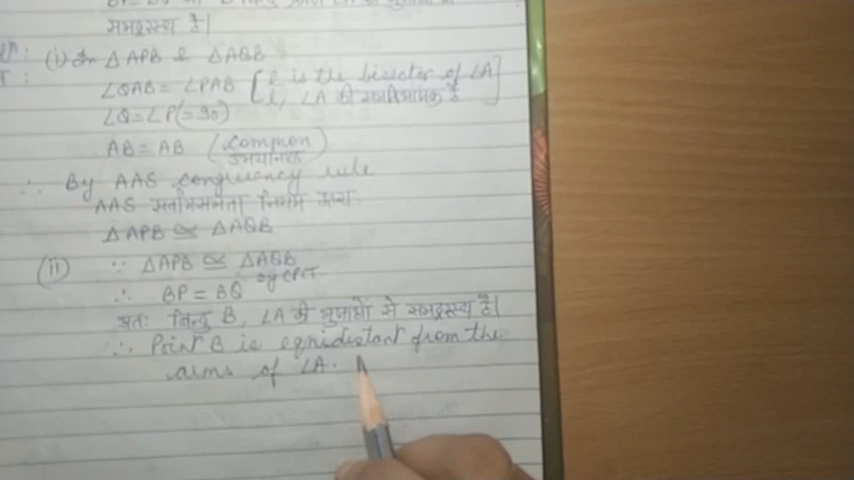 समदूरस्थ है।
(i) In △APB & △AQB
∠QAB = ∠PAB [l is the bisector of ∠A
l, ∠A की समद्विभाजक है]
∠Q = ∠P (= 90)
AB = AB (common
उभयनिष्ठ)
∴ By AAS congruency rule
AAS सर्वांगसमता नियम द्वारा
△APB ≅ △AQB
(ii) ∵ △APB ≅ △AQB
∴ BP = BQ by CPCT
अतः बिन्दु B, ∠A की भुजाओं से समदूरस्थ है।
∴ Point B is equidistant from the
arms of ∠A.